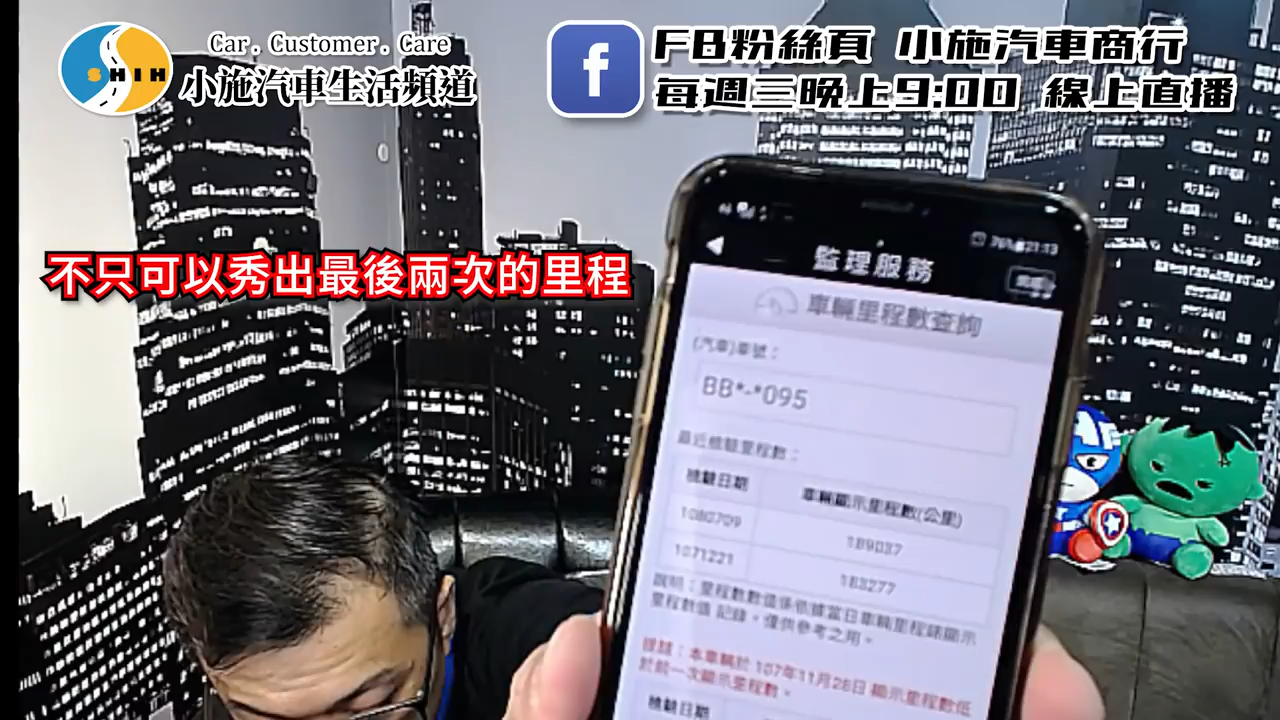 SHIH
Car. Customer. Care
小施汽車生活頻道
f
FB粉絲頁 小施汽車商行
每週三晚上9:00 線上直播
不只可以秀出最後兩次的里程
76% 21:13
監理服務
車輛里程數查詢
(汽車)車號：
BB*-*095
最近檢驗里程數：
檢驗日期 車輛顯示里程數(公里)
1080709 189037
1071221 183277
說明：里程數數值係依據當日車輛里程錶顯示
里程數值 記錄。僅供參考之用。
提醒：本車輛於 107年11月28日 顯示里程數低
於前一次顯示里程數。
檢驗日期